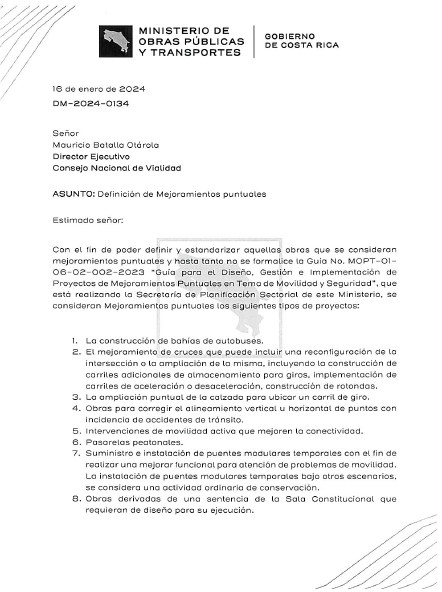 MINISTERIO DE
OBRAS PÚBLICAS
Y TRANSPORTES
GOBIERNO
DE COSTA RICA
16 de enero de 2024
DM-2024-0134
Señor
Mauricio Batalla Otárola
Director Ejecutivo
Consejo Nacional de Vialidad
ASUNTO: Definición de Mejoramientos puntuales
Estimado señor:
Con el fin de poder definir y estandarizar aquellas obras que se consideran
mejoramientos puntuales y hasta tanto no se formalice la Guía No. MOPT-01-
06-02-002-2023 "Guía para el Diseño, Gestión e Implementación de
Proyectos de Mejoramientos Puntuales en Tema de Movilidad y Seguridad", que
está realizando la Secretaría de Planificación Sectorial de este Ministerio, se
consideran Mejoramientos puntuales los siguientes tipos de proyectos:
1. La construcción de bahías de autobuses.
2. El mejoramiento de cruces que puede incluir una reconfiguración de la
intersección o la ampliación de la misma, incluyendo la construcción de
carriles adicionales de almacenamiento para giros, implementación de
carriles de aceleración o desaceleración, construcción de rotondas.
3. La ampliación puntual de la calzada para ubicar un carril de giro.
4. Obras para corregir el alineamiento vertical u horizontal de puntos con
incidencia de accidentes de tránsito.
5. Intervenciones de movilidad activa que mejoren la conectividad.
6. Pasarelas peatonales.
7. Suministro e instalación de puentes modulares temporales con el fin de
realizar una mejorar funcional para atención de problemas de movilidad.
La instalación de puentes modulares temporales bajo otros escenarios,
se considera una actividad ordinaria de conservación.
8. Obras derivadas de una sentencia de la Sala Constitucional que
requieran de diseño para su ejecución.